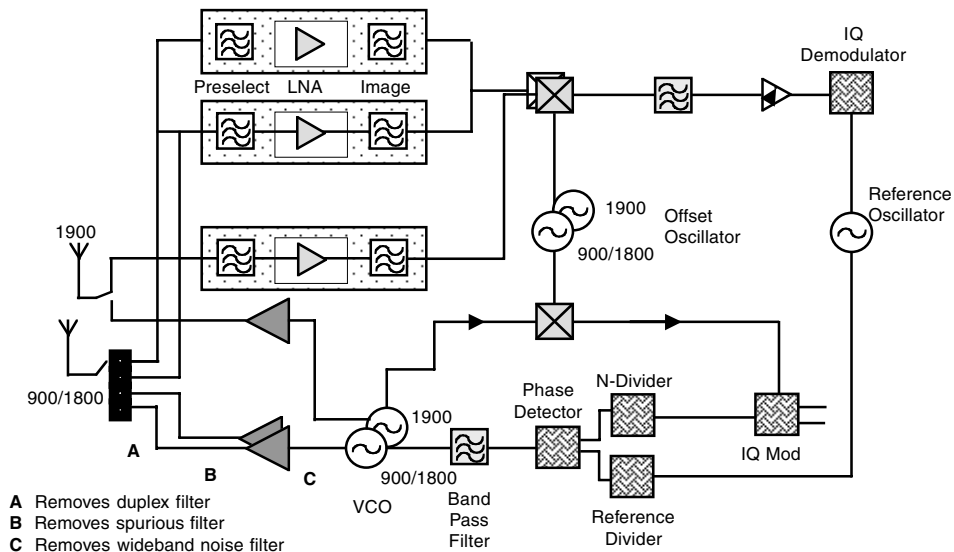 IQ
Demodulator
Preselect LNA Image
1900
Offset
Oscillator
900/1800
Reference
Oscillator
1900
900/1800
Phase
Detector
N-Divider
1900
900/1800
IQ Mod
A
B
C
VCO
Band
Pass
Filter
Reference
Divider
A Removes duplex filter
B Removes spurious filter
C Removes wideband noise filter